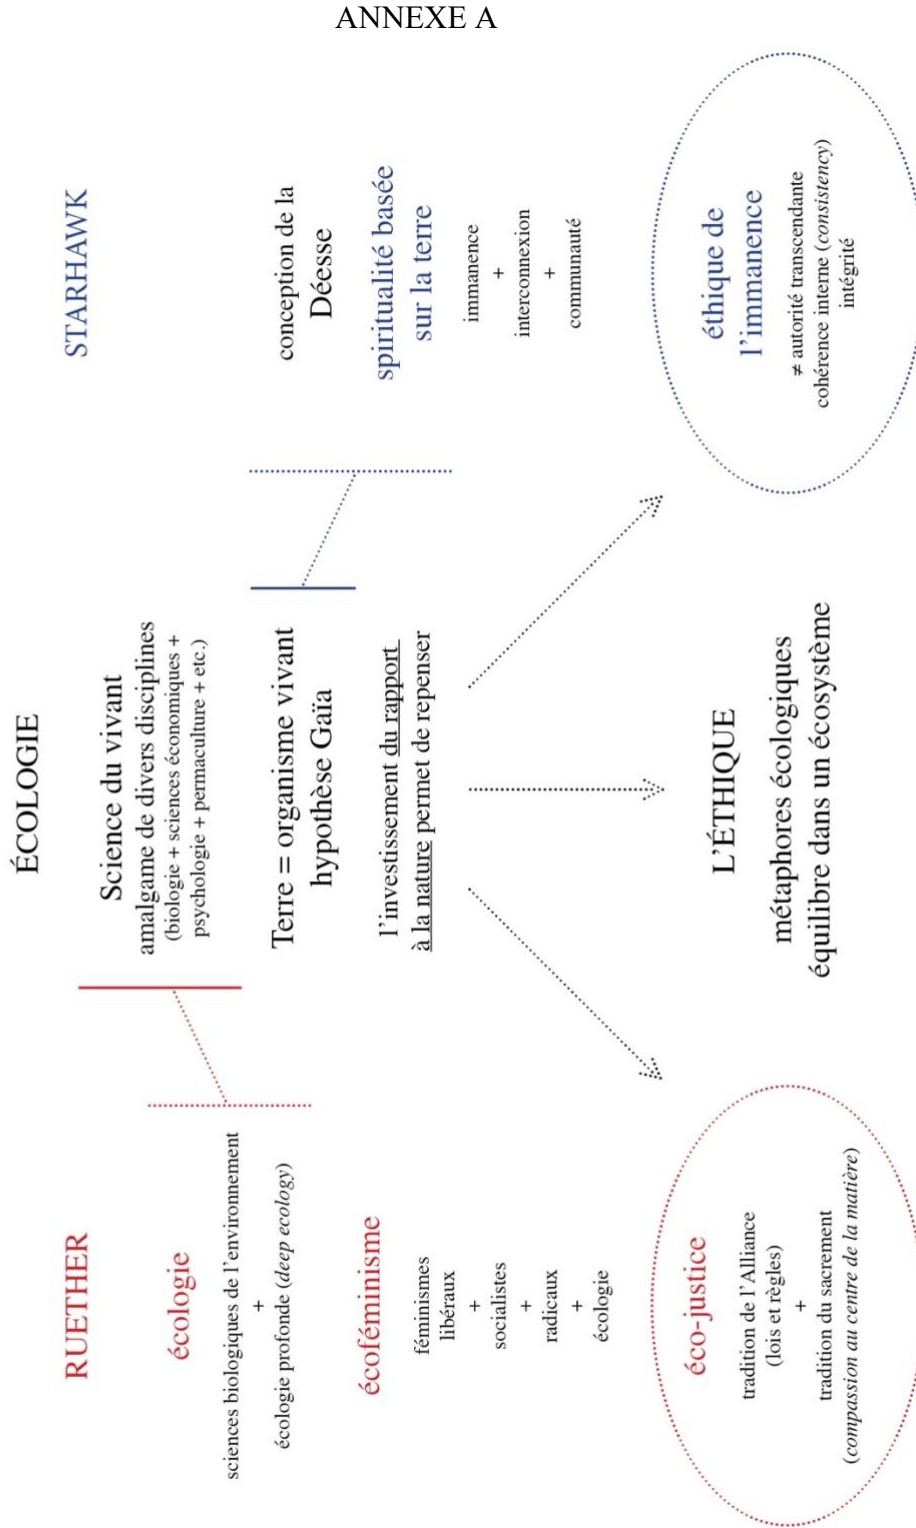 ANNEXE A
ÉCOLOGIE
RUETHER
écologie
sciences biologiques de l'environnement
+
écologie profonde (deep ecology)
écoféminisme
féminismes
libéraux
+
socialistes
+
radicaux
+
écologie
éco-justice
tradition de l'Alliance
(lois et règles)
+
tradition du sacrement
(compassion au centre de la matière)
Science du vivant
amalgame de divers disciplines
(biologie + sciences économiques +
psychologie + permaculture + etc.)
Terre = organisme vivant
hypothèse Gaïa
l'investissement du rapport
à la nature permet de repenser
L'ÉTHIQUE
métaphores écologiques
équilibre dans un écosystème
STARHAWK
conception de la
Déesse
spiritualité basée
sur la terre
immanence
+
interconnexion
+
communauté
éthique de
l'immanence
≠ autorité transcendante
cohérence interne (consistency)
intégrité